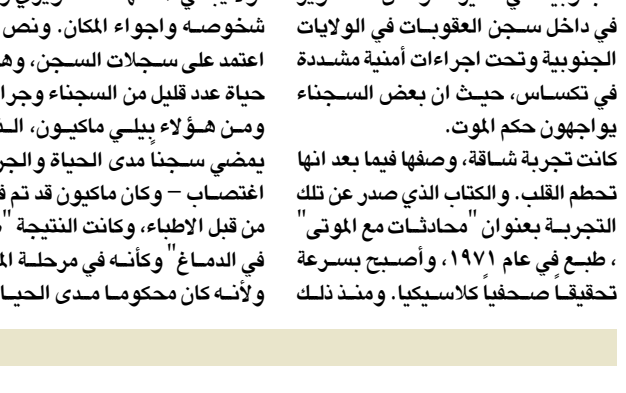 في داخل سجن العقوبات في الولايات
الجنوبية وتحت اجراءات أمنية مشددة
في تكساس، حيث ان بعض السجناء
يواجهون حكم الموت.
كانت تجربة شاقة، وصفها فيما بعد انها
تحطم القلب. والكتاب الذي صدر عن تلك
التجربة بعنوان "محادثات مع الموتى"
، طبع في عام ١٩٧١، وأصبح بسرعة
تحقيقاً صحفياً كلاسيكيا. ومنذ ذلك
شخوصه واجواء المكان. ونص
اعتمد على سجلات السجن، وه
حياة عدد قليل من السجناء وجرا
ومن هؤلاء بيلي ماكيون، الذ
يمضي سجناً مدى الحياة والجر
اغتصاب – وكان ماكيون قد تم ق
من قبل الاطباء، وكانت النتيجة "
في الدماغ" وكأنه في مرحلة الم
ولأنه كان محكوما مدى الحيا